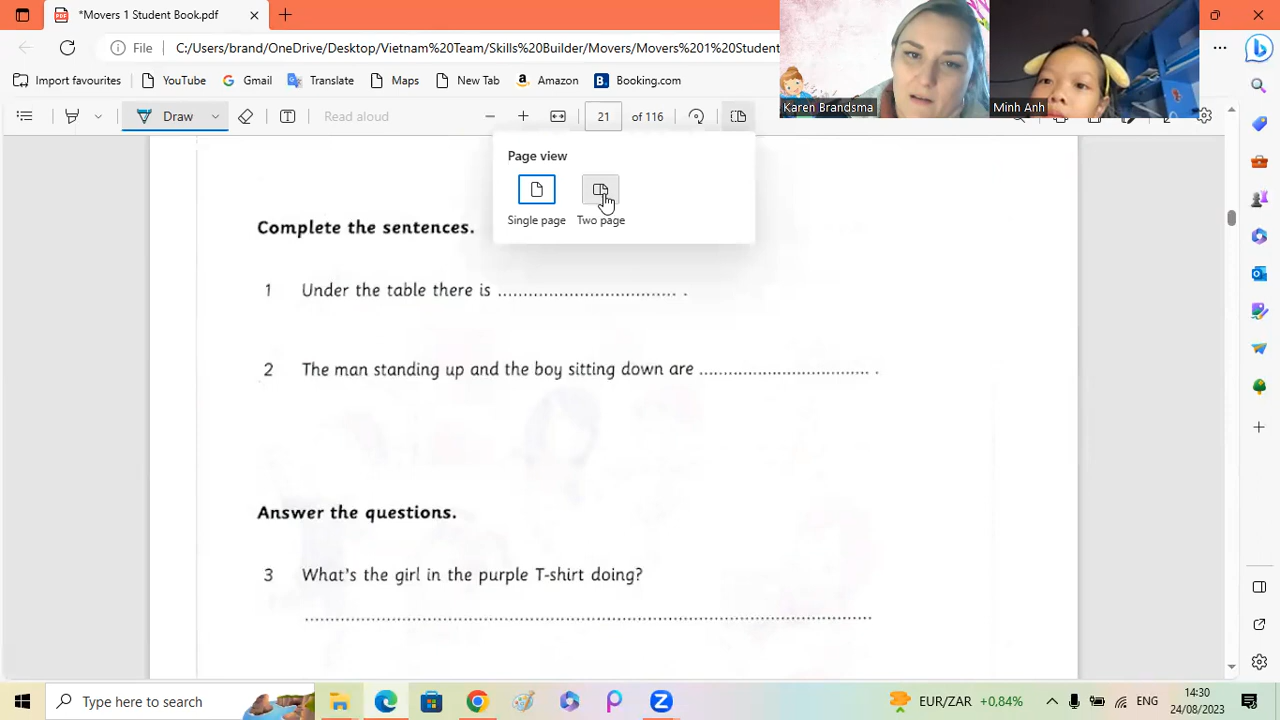 *Movers 1 Student Book.pdf
File C:/Users/brand/OneDrive/Desktop/Vietnam%20Team/Skills%20Builder/Movers/Movers%201%20Student
Import favourites YouTube Gmail Translate Maps New Tab Amazon Booking.com
Karen Brandsma Minh Anh
Draw Read aloud 21 of 116
Page view
Single page Two page
Complete the sentences.
1 Under the table there is .................................. .
2 The man standing up and the boy sitting down are ................................. .
Answer the questions.
3 What's the girl in the purple T-shirt doing?
Type here to search EUR/ZAR +0,84% ENG 14:30
24/08/2023